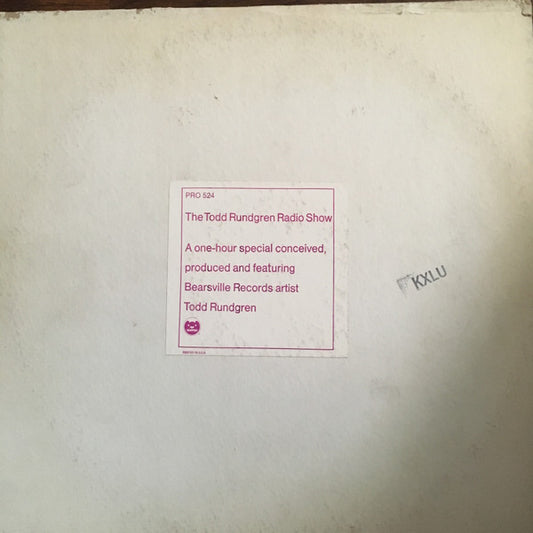 PRO 524
The Todd Rundgren Radio Show
A one-hour special conceived,
produced and featuring
Bearsville Records artist
Todd Rundgren
KXLU